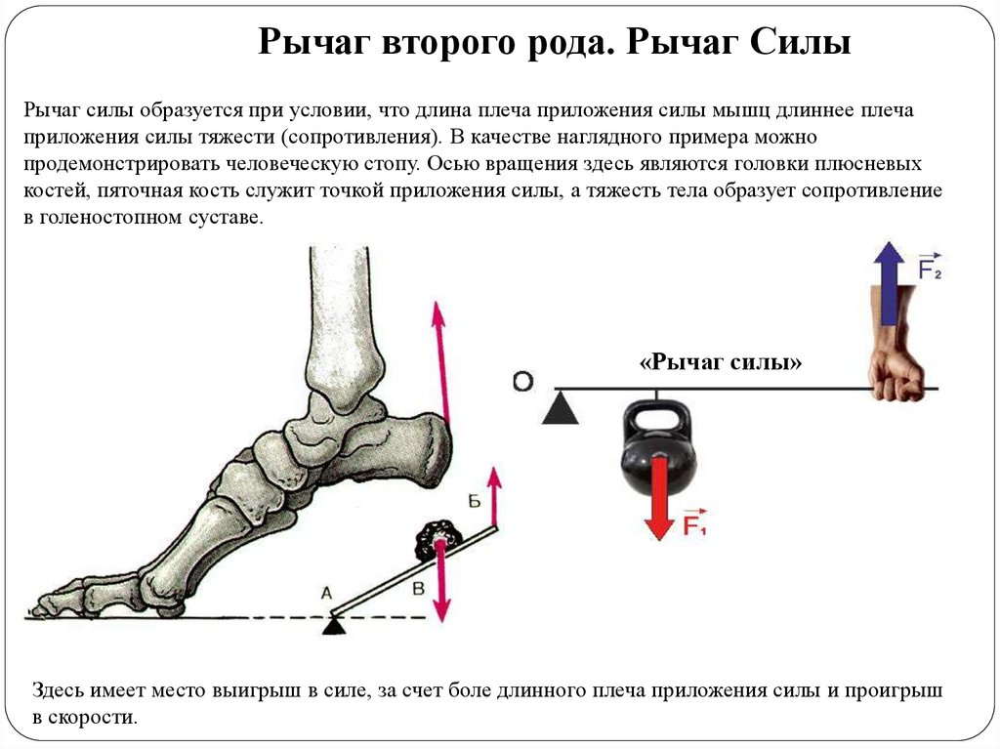 Рычаг второго рода. Рычаг Силы
Рычаг силы образуется при условии, что длина плеча приложения силы мышц длиннее плеча
приложения силы тяжести (сопротивления). В качестве наглядного примера можно
продемонстрировать человеческую стопу. Осью вращения здесь являются головки плюсневых
костей, пяточная кость служит точкой приложения силы, а тяжесть тела образует сопротивление
в голеностопном суставе.
F₂
«Рычаг силы»
O
Б
F₁
А
В
Здесь имеет место выигрыш в силе, за счет боле длинного плеча приложения силы и проигрыш
в скорости.